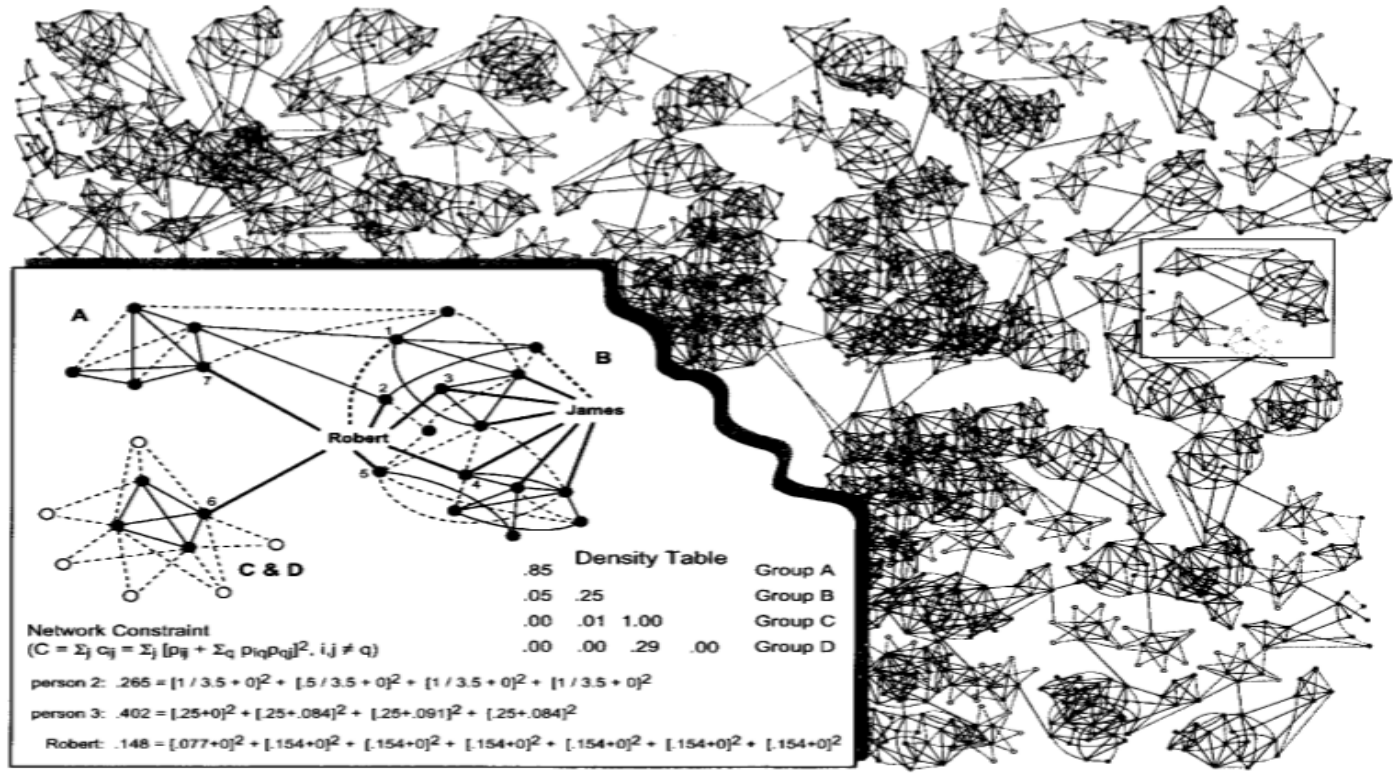 A
1
B
2
3
7
James
Robert
5
4
6
C & D
Density Table
.85 Group A
.05 .25 Group B
.00 .01 1.00 Group C
.00 .00 .29 .00 Group D
Network Constraint
(C = Σj cij = Σj [pij + Σq piqpqj]², i,j ≠ q)
person 2: .265 = [1 / 3.5 + 0]² + [.5 / 3.5 + 0]² + [1 / 3.5 + 0]² + [1 / 3.5 + 0]²
person 3: .402 = [.25+0]² + [.25+.084]² + [.25+.091]² + [.25+.084]²
Robert: .148 = [.077+0]² + [.154+0]² + [.154+0]² + [.154+0]² + [.154+0]² + [.154+0]² + [.154+0]²